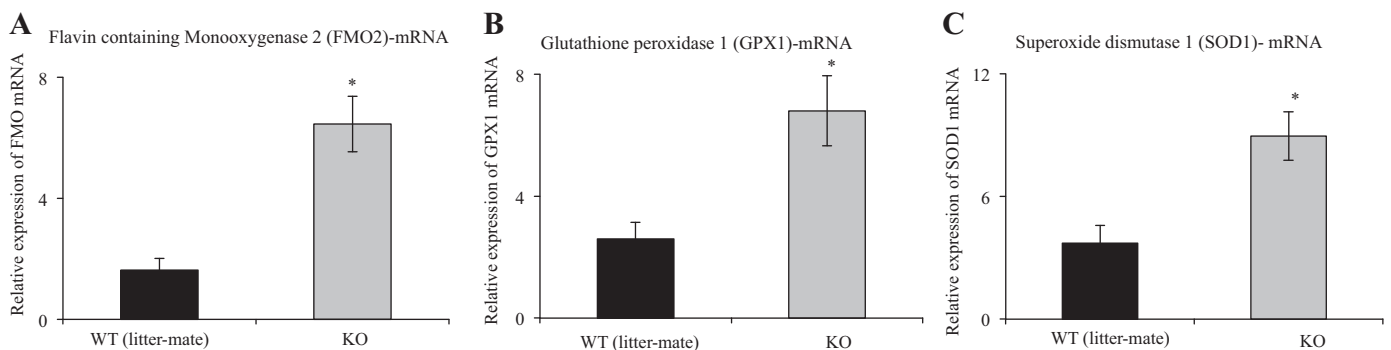 A
Flavin containing Monooxygenase 2 (FMO2)-mRNA
Relative expression of FMO mRNA
8
4
0
*
WT (litter-mate)
KO
B
Glutathione peroxidase 1 (GPX1)-mRNA
Relative expression of GPX1 mRNA
8
4
0
*
WT (litter-mate)
KO
C
Superoxide dismutase 1 (SOD1)- mRNA
Relative expression of SOD1 mRNA
12
6
0
*
WT (litter-mate)
KO